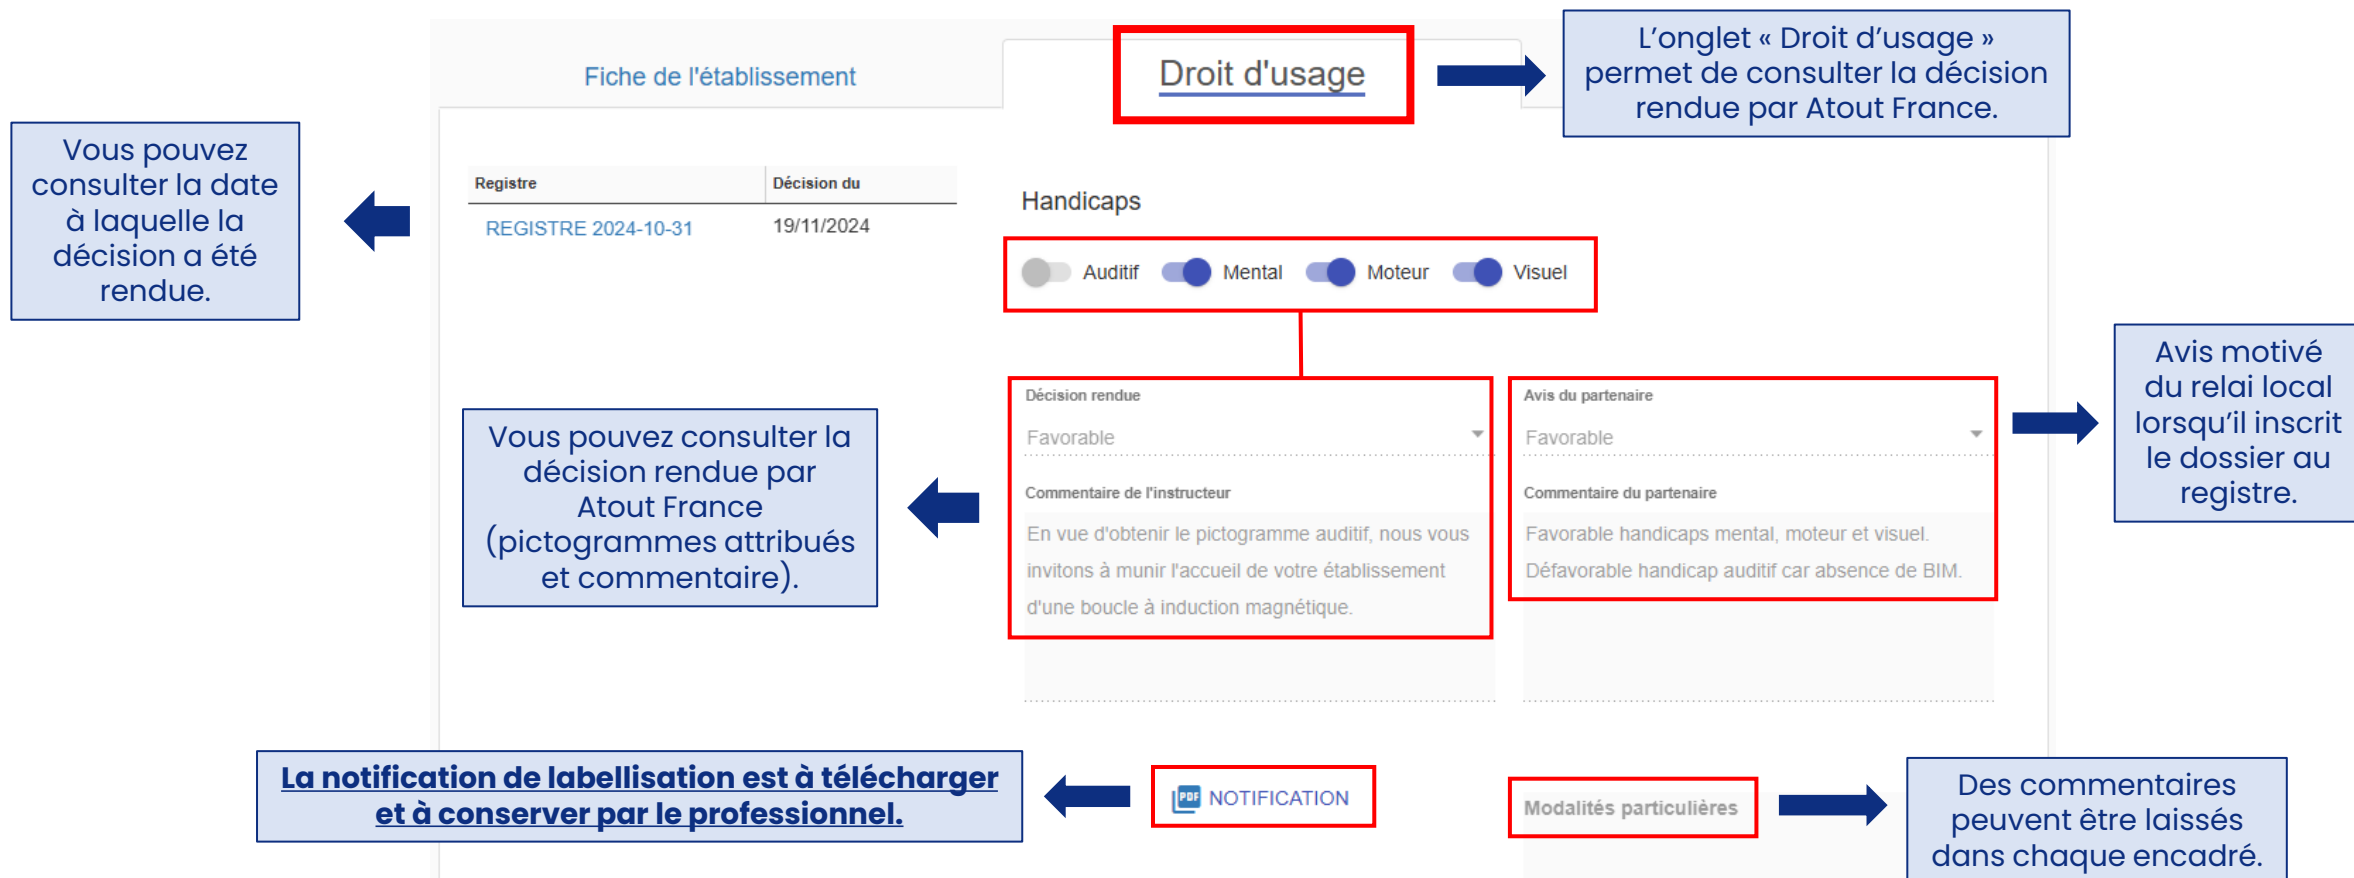 Fiche de l'établissement
Droit d'usage
L'onglet « Droit d'usage »
permet de consulter la décision
rendue par Atout France.
Vous pouvez
consulter la date
à laquelle la
décision a été
rendue.
Registre
Décision du
REGISTRE 2024-10-31
19/11/2024
Handicaps
Auditif
Mental
Moteur
Visuel
Vous pouvez consulter la
décision rendue par
Atout France
(pictogrammes attribués
et commentaire).
Décision rendue
Favorable
Commentaire de l'instructeur
En vue d'obtenir le pictogramme auditif, nous vous
invitons à munir l'accueil de votre établissement
d'une boucle à induction magnétique.
Avis du partenaire
Favorable
Commentaire du partenaire
Favorable handicaps mental, moteur et visuel.
Défavorable handicap auditif car absence de BIM.
Avis motivé
du relai local
lorsqu'il inscrit
le dossier au
registre.
La notification de labellisation est à télécharger
et à conserver par le professionnel.
PDF NOTIFICATION
Modalités particulières
Des commentaires
peuvent être laissés
dans chaque encadré.